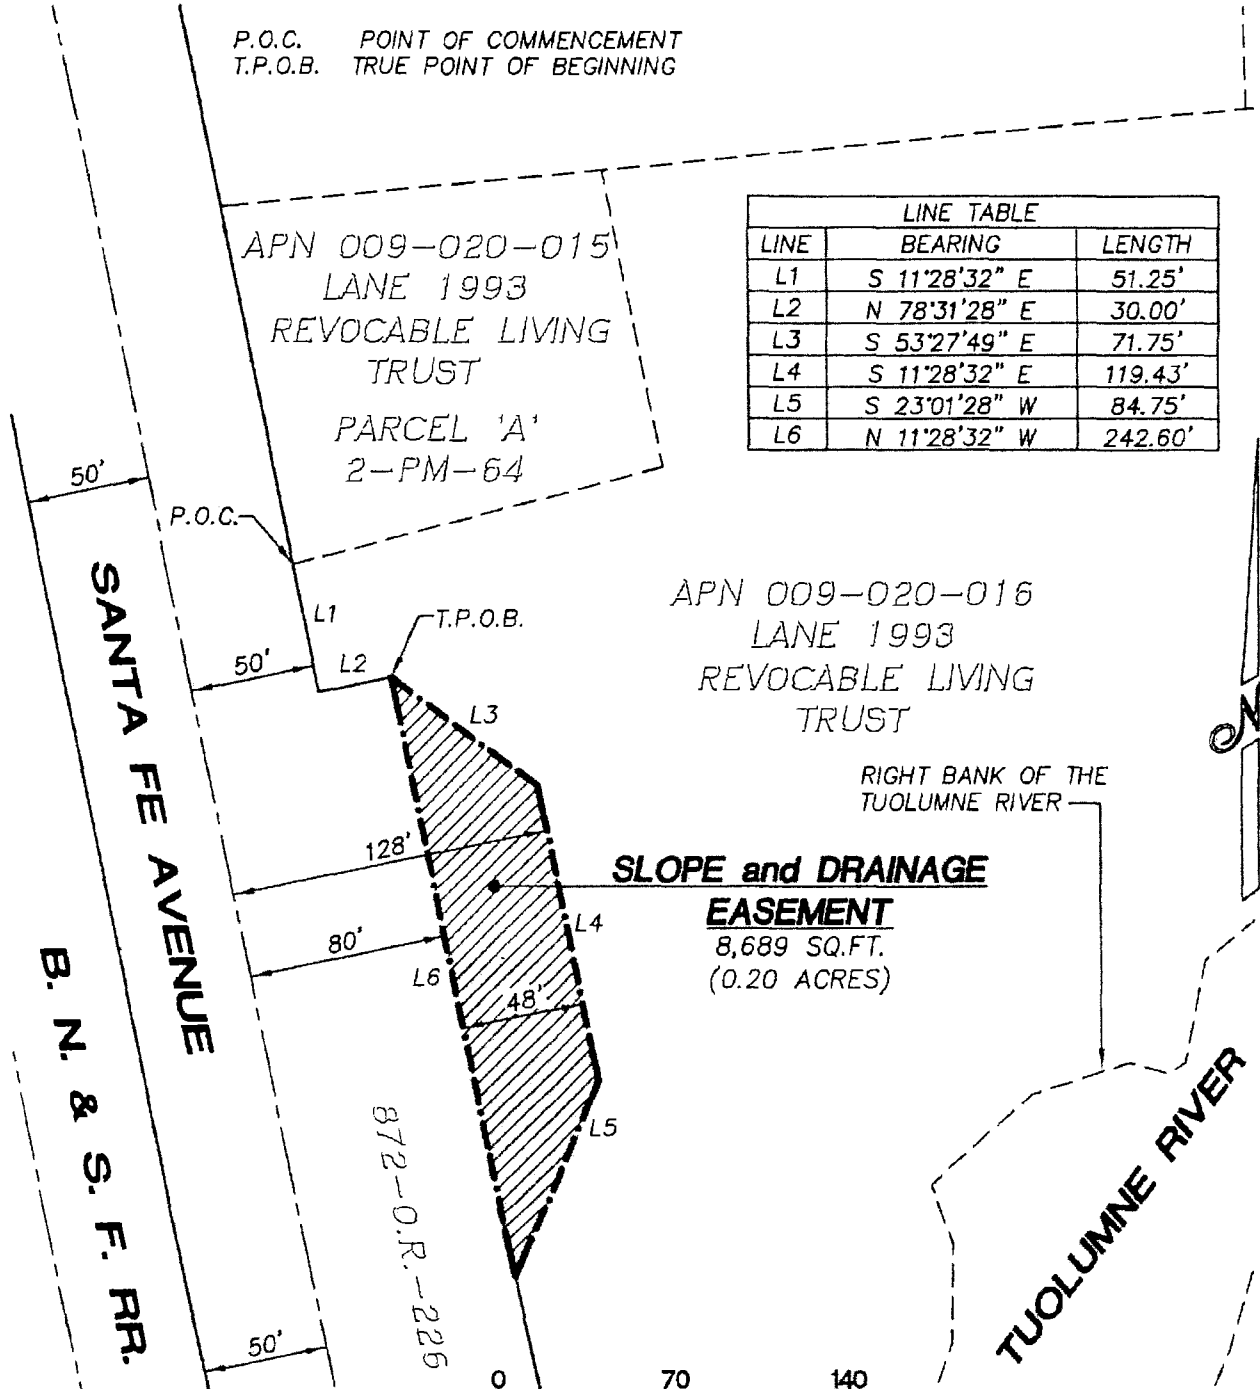 P.O.C. POINT OF COMMENCEMENT
T.P.O.B. TRUE POINT OF BEGINNING
LINE TABLE
LINE BEARING LENGTH
L1 S 11°28'32" E 51.25'
L2 N 78°31'28" E 30.00'
L3 S 53°27'49" E 71.75'
L4 S 11°28'32" E 119.43'
L5 S 23°01'28" W 84.75'
L6 N 11°28'32" W 242.60'
APN 009-020-015
LANE 1993
REVOCABLE LIVING
TRUST
PARCEL 'A'
2-PM-64
50'
P.O.C.
L1
T.P.O.B.
50'
L2
L3
APN 009-020-016
LANE 1993
REVOCABLE LIVING
TRUST
N
RIGHT BANK OF THE
TUOLUMNE RIVER
128'
SLOPE and DRAINAGE
EASEMENT
8,689 SQ.FT.
(0.20 ACRES)
L4
80'
L6
48'
L5
SANTA FE AVENUE
B. N. & S. F. RR.
872-O.R.-226
TUOLUMNE RIVER
50'
0 70 140